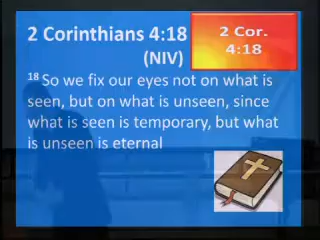 2 Corinthians 4:18
(NIV)
2 Cor.
4:18
18 So we fix our eyes not on what is
seen, but on what is unseen, since
what is seen is temporary, but what
is unseen is eternal